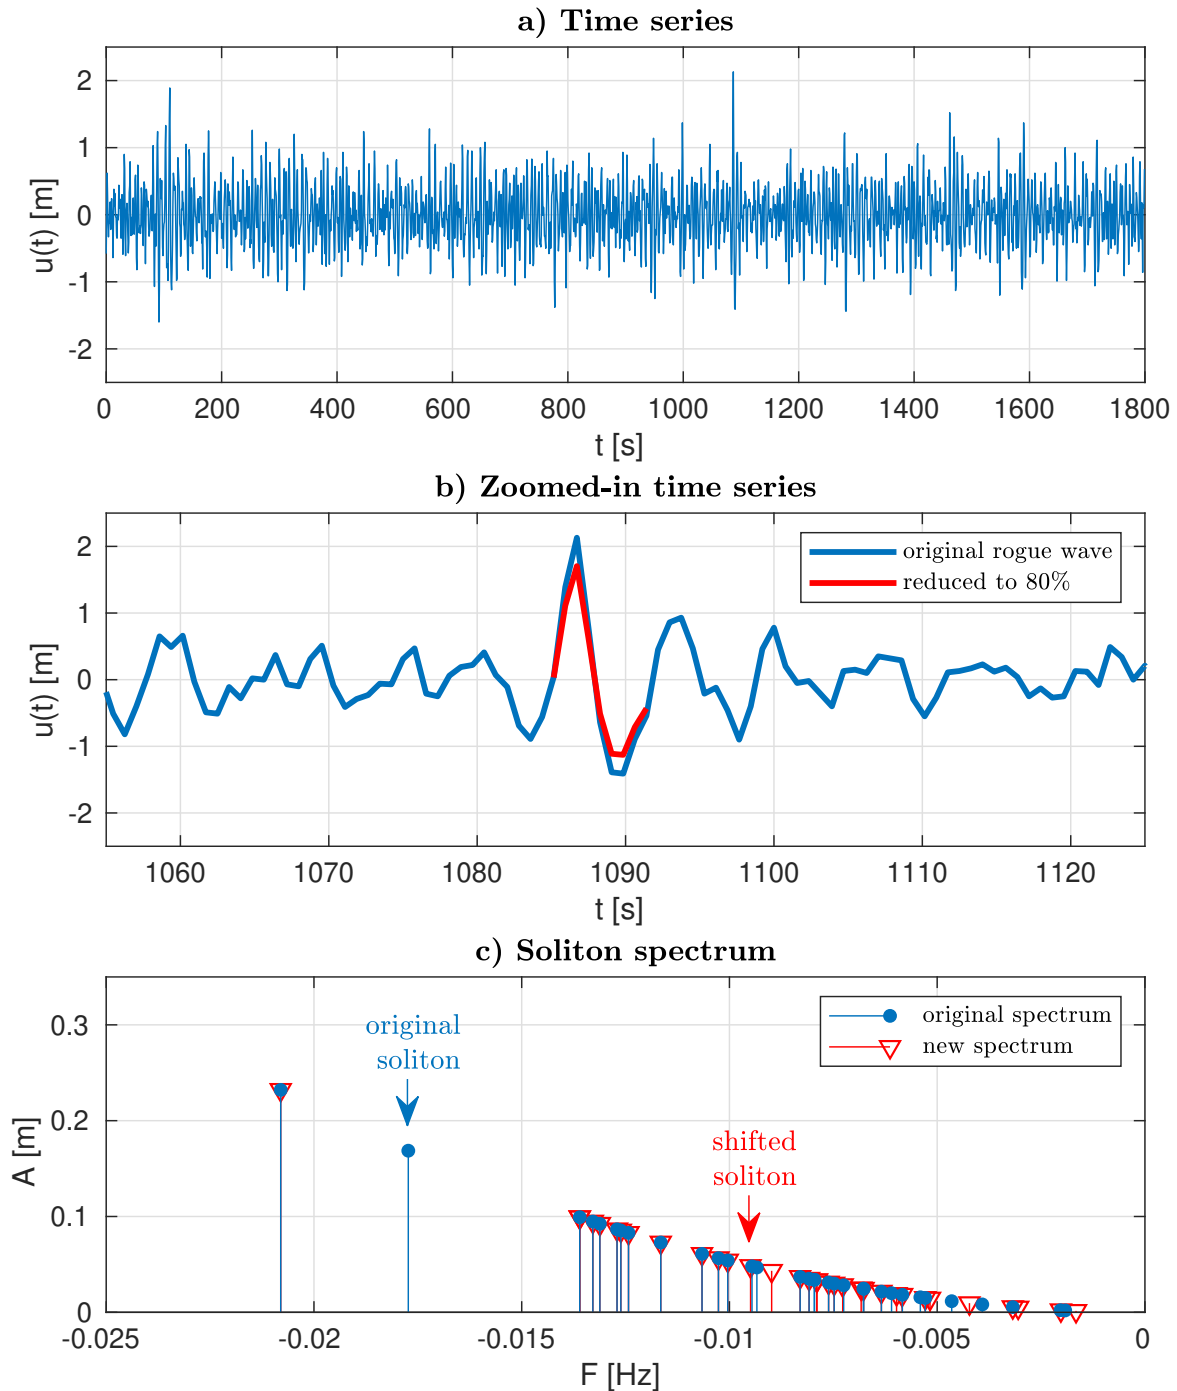 a) Time series
2
1
0
-1
-2
u(t) [m]
0 200 400 600 800 1000 1200 1400 1600 1800
t [s]
b) Zoomed-in time series
original rogue wave
reduced to 80%
2
1
0
-1
-2
u(t) [m]
1060 1070 1080 1090 1100 1110 1120
t [s]
c) Soliton spectrum
original spectrum
new spectrum
original
soliton
shifted
soliton
0.3
0.2
0.1
0
A [m]
-0.025 -0.02 -0.015 -0.01 -0.005 0
F [Hz]